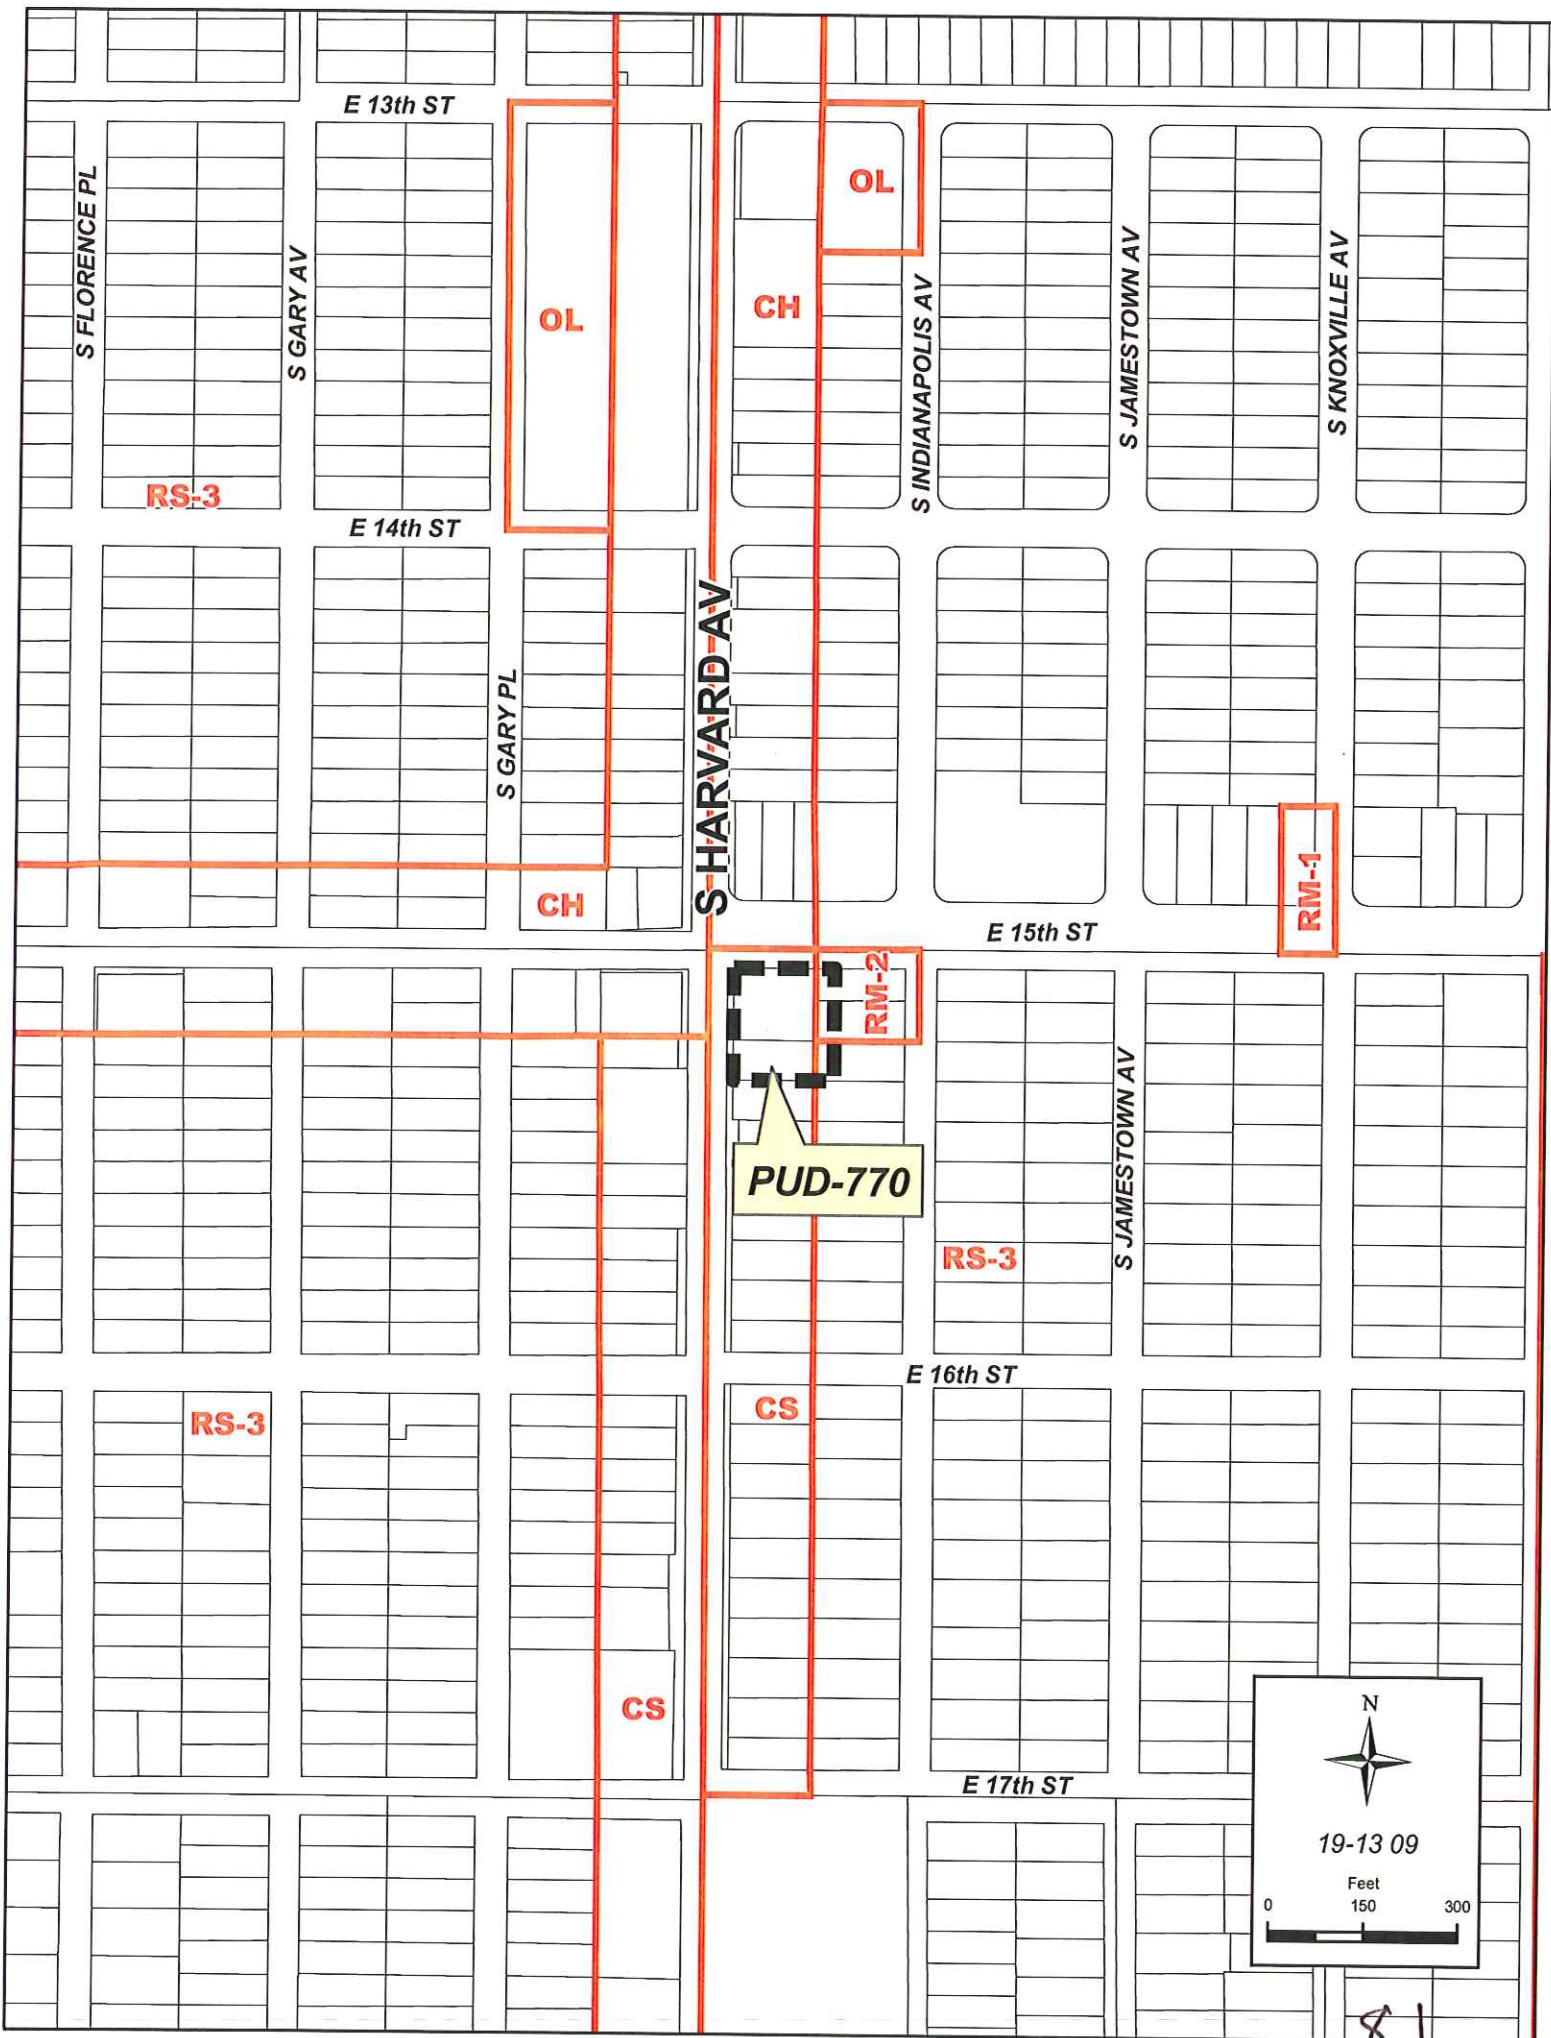 E 13th ST
OL
S FLORENCE PL
S GARY AV
OL
CH
S INDIANAPOLIS AV
S JAMESTOWN AV
S KNOXVILLE AV
RS-3
E 14th ST
S HARVARD AV
S GARY PL
CH
RM-1
E 15th ST
RM-2
PUD-770
S JAMESTOWN AV
RS-3
E 16th ST
CS
RS-3
CS
E 17th ST
N
19-13 09
Feet
0 150 300
81